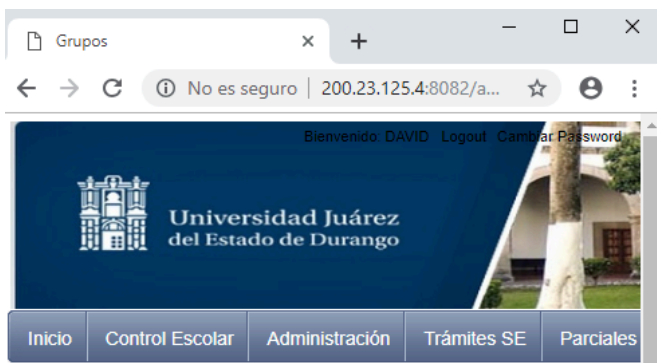 Grupos
No es seguro | 200.23.125.4:8082/a...
Bienvenido: DAVID Logout Cambiar Password
Universidad Juárez
del Estado de Durango
Inicio Control Escolar Administración Trámites SE Parciales